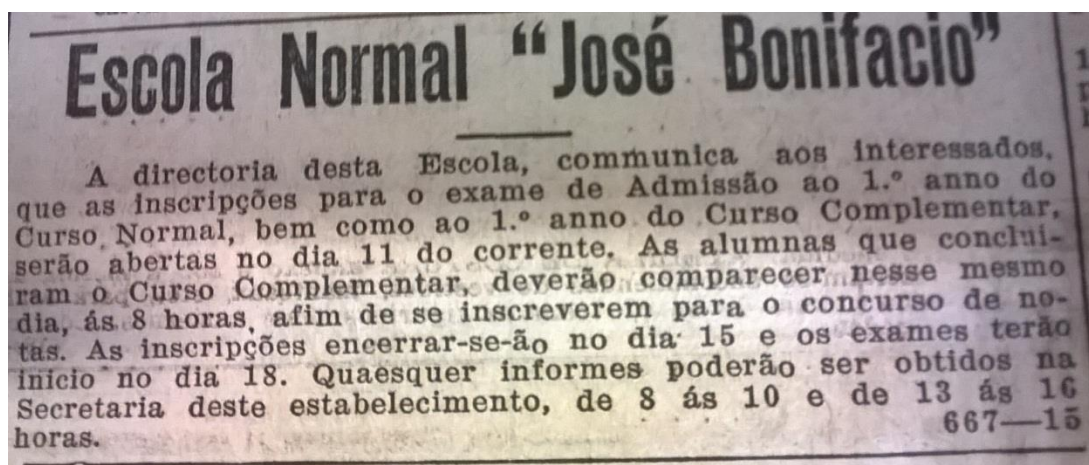 Escola Normal “José Bonifacio”
A directoria desta Escola, communica aos interessados,
que as inscripções para o exame de Admissão ao 1.º anno do
Curso Normal, bem como ao 1.º anno do Curso Complementar,
serão abertas no dia 11 do corrente. As alumnas que conclui-
ram o Curso Complementar, deverão comparecer nesse mesmo
dia, ás 8 horas, afim de se inscreverem para o concurso de no-
tas. As inscripções encerrar-se-ão no dia 15 e os exames terão
inicio no dia 18. Quaesquer informes poderão ser obtidos na
Secretaria deste estabelecimento, de 8 ás 10 e de 13 ás 16
horas.
667—15